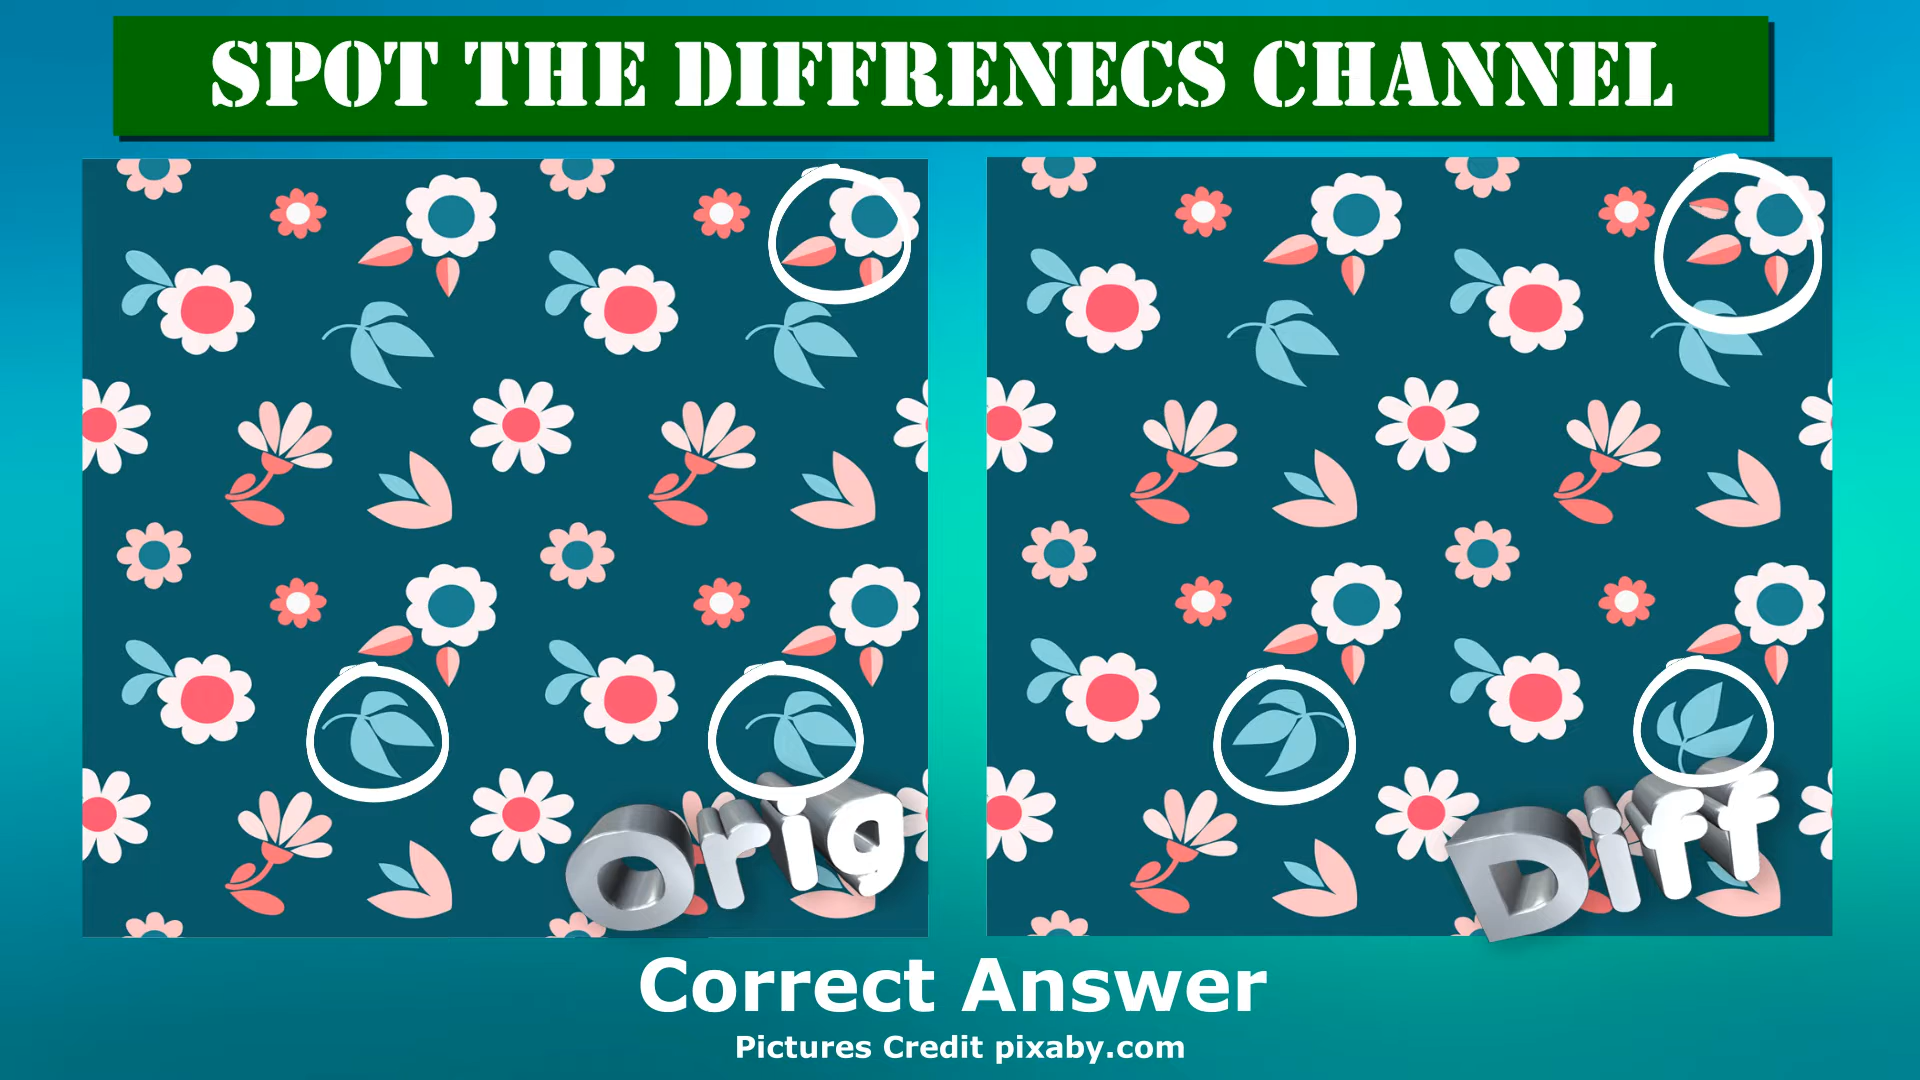 SPOT THE DIFFRENECS CHANNEL
Orig
Diff
Correct Answer
Pictures Credit pixaby.com